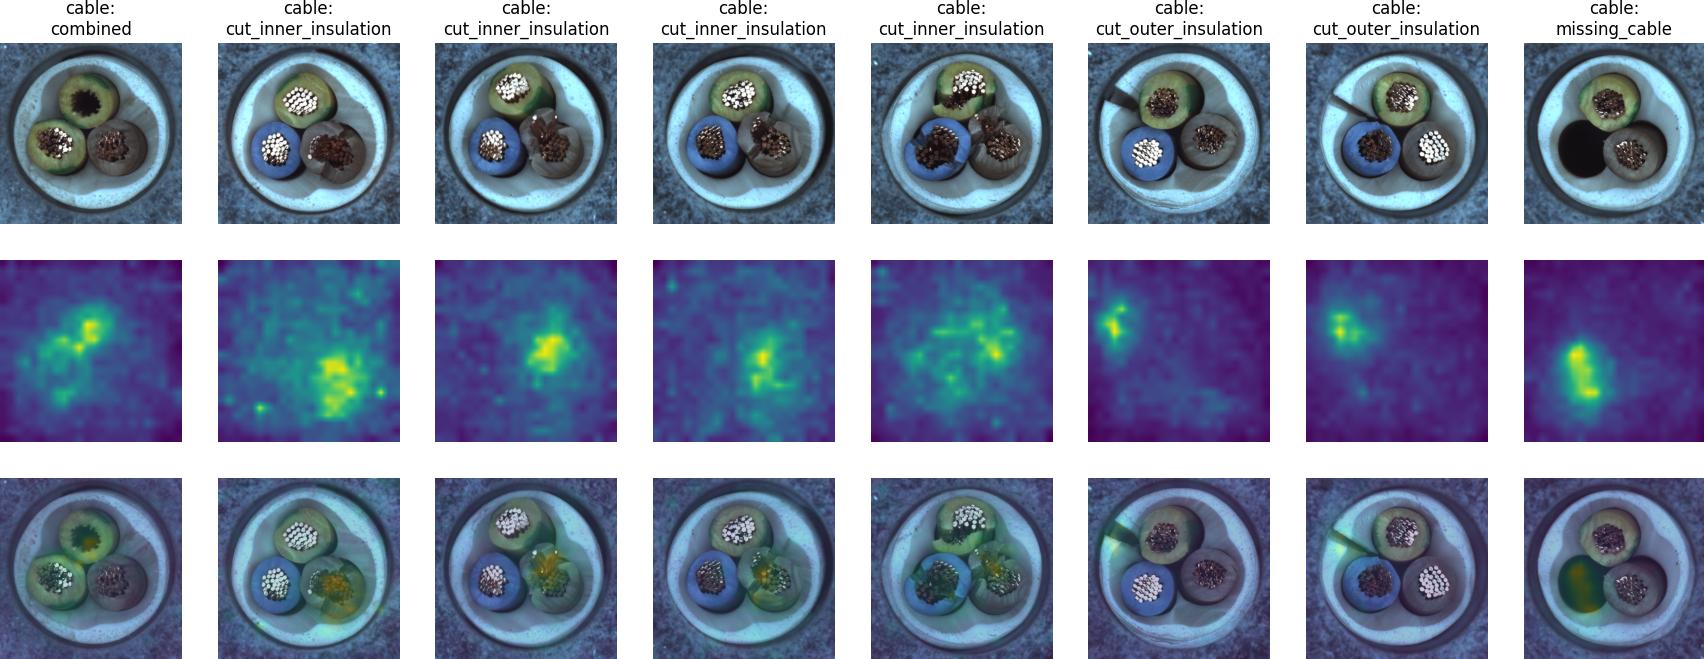 cable:
combined
cable:
cut_inner_insulation
cable:
cut_inner_insulation
cable:
cut_inner_insulation
cable:
cut_inner_insulation
cable:
cut_outer_insulation
cable:
cut_outer_insulation
cable:
missing_cable